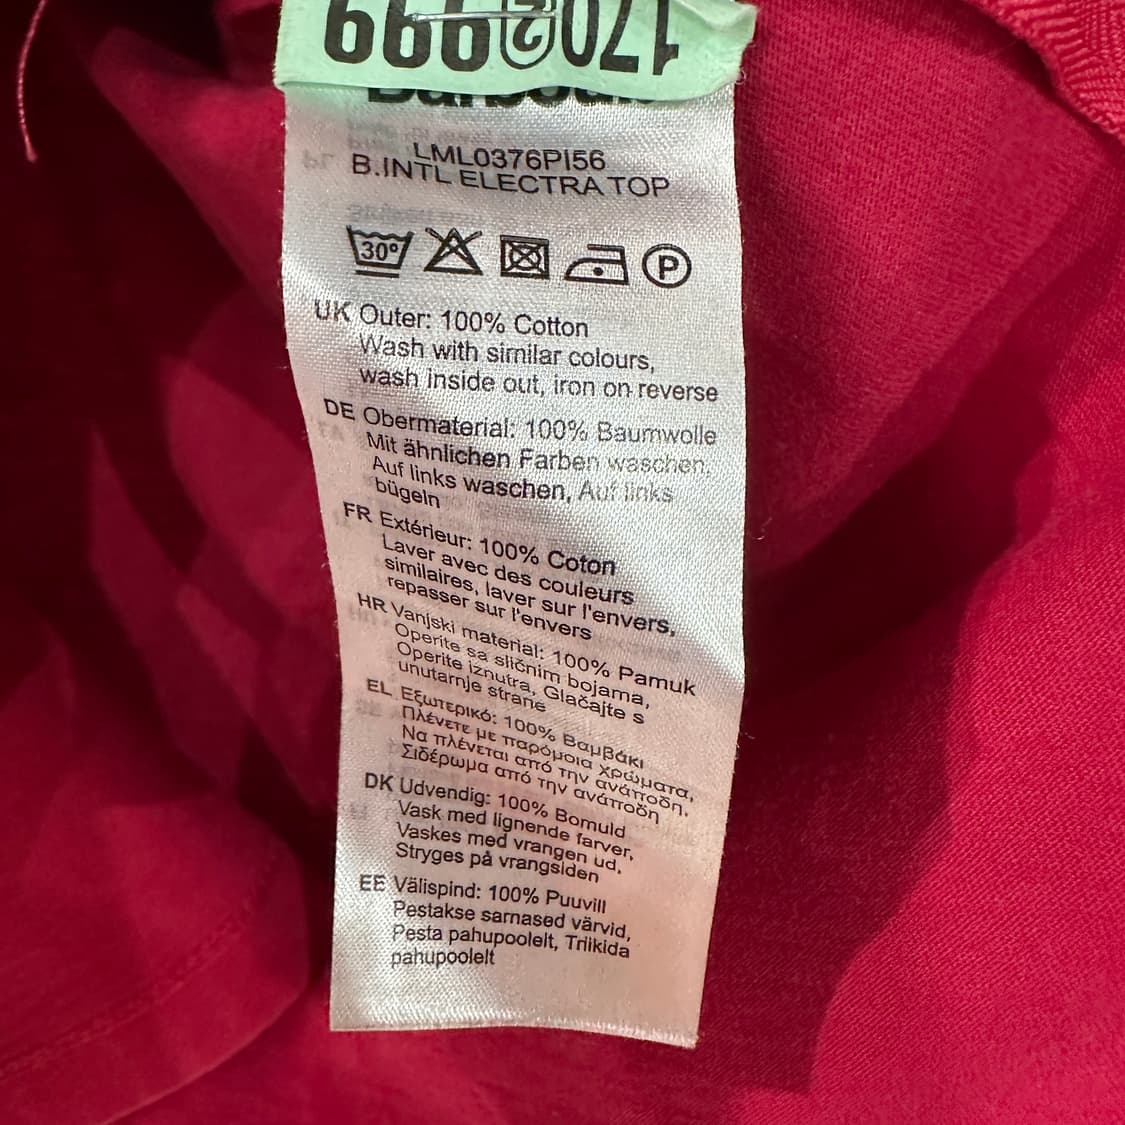 666
170
LML0376PI56
B.INTL ELECTRA TOP
30°
P
UK Outer: 100% Cotton
Wash with similar colours,
wash inside out, iron on reverse
DE Obermaterial: 100% Baumwolle
Mit ähnlichen Farben waschen.
Auf links waschen, Auf links
bügeln
FR Extérieur: 100% Coton
Laver avec des couleurs
similaires, laver sur l'envers,
repasser sur l'envers
HR Vanjski material: 100% Pamuk
Operite sa sličnim bojama,
Operite iznutra, Glačajte s
unutarnje strane
EL Εξωτερικό: 100% Βαμβάκι
Πλένετε με παρόμοια χρώματα,
Να πλένεται από την ανάποδη,
Σιδέρωμα από την ανάποδη
DK Udvendig: 100% Bomuld
Vask med lignende farver,
Vaskes med vrangen ud,
Stryges på vrangsiden
EE Välispind: 100% Puuvill
Pestakse sarnased värvid,
Pesta pahupoolelt, Triikida
pahupoolelt